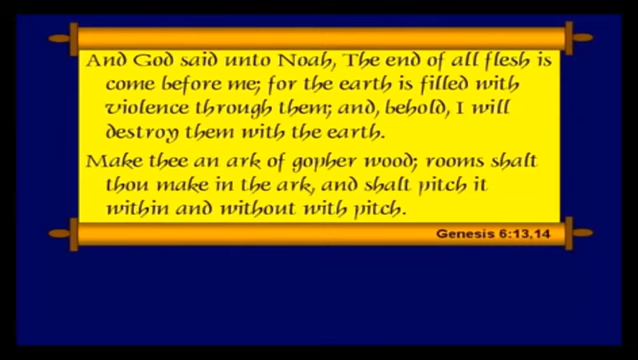 And God said unto Noah, The end of all flesh is
come before me; for the earth is filled with
violence through them; and, behold, I will
destroy them with the earth.
Make thee an ark of gopher wood; rooms shalt
thou make in the ark, and shalt pitch it
within and without with pitch.
Genesis 6:13,14